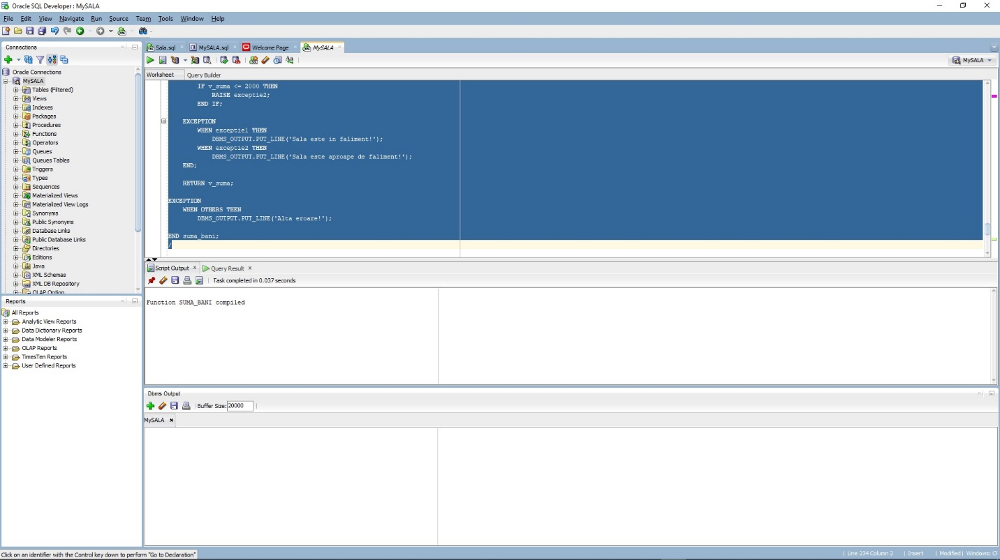 Oracle SQL Developer : MySALA
File Edit View Navigate Run Source Team Tools Window Help
Connections
Oracle Connections
MySALA
Tables (Filtered)
Views
Indexes
Packages
Procedures
Functions
Operators
Queues
Queues Tables
Triggers
Types
Sequences
Materialized Views
Materialized View Logs
Synonyms
Public Synonyms
Database Links
Public Database Links
Directories
Editions
Java
XML Schemas
XML DB Repository
OLAP Option
Reports
All Reports
Analytic View Reports
Data Dictionary Reports
Data Modeler Reports
OLAP Reports
TimesTen Reports
User Defined Reports
Sala.sql MySALA.sql Welcome Page MySALA
MySALA
Worksheet Query Builder
IF v_suma <= 2000 THEN
RAISE exceptie2;
END IF;
EXCEPTION
WHEN exceptie1 THEN
DBMS_OUTPUT.PUT_LINE('Sala este in faliment!');
WHEN exceptie2 THEN
DBMS_OUTPUT.PUT_LINE('Sala este aproape de faliment!');
END;
RETURN v_suma;
EXCEPTION
WHEN OTHERS THEN
DBMS_OUTPUT.PUT_LINE('Alta eroare!');
END suma_bani;
/
Script Output Query Result
Task completed in 0.037 seconds
Function SUMA_BANI compiled
Dbms Output
Buffer Size: 20000
MySALA
Click on an identifier with the Control key down to perform "Go to Declaration"
Line 234 Column 2 | Insert | Modified | Windows: Cl